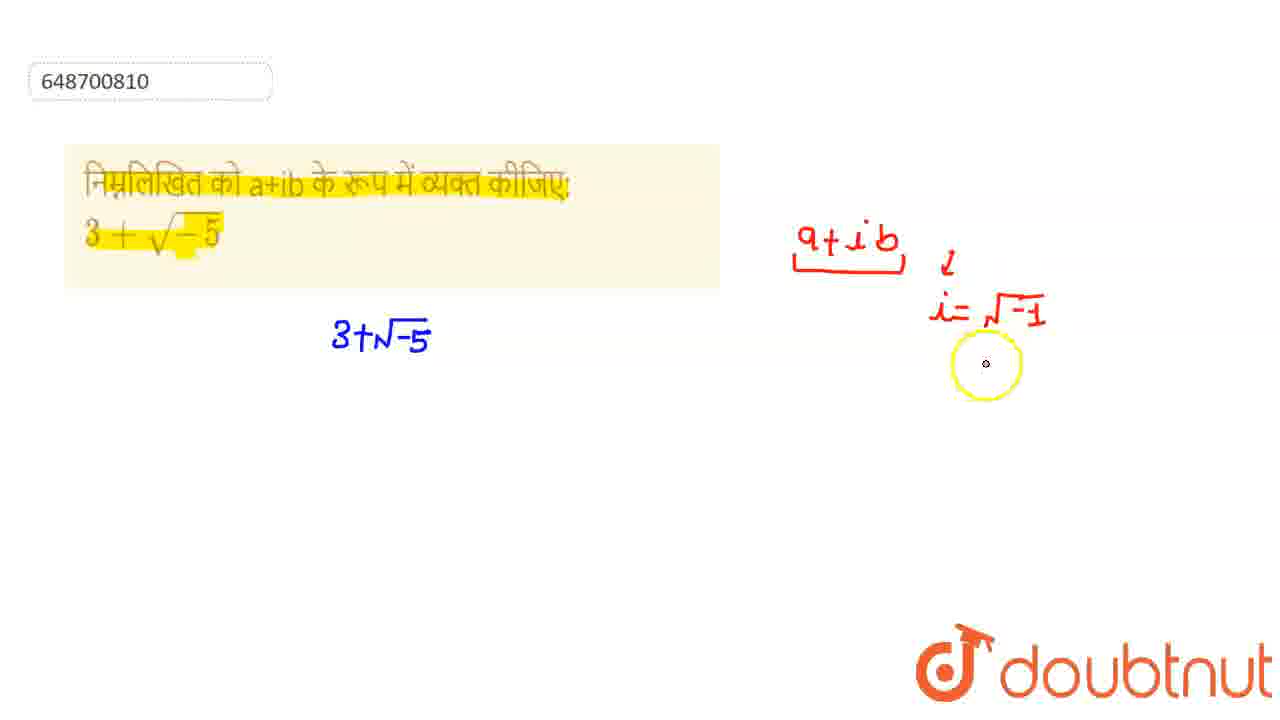 648700810
निम्नलिखित को a+ib के रूप में व्यक्त कीजिए:
3 + √-5
a+ib
i= √-1
3+√-5
doubtnut